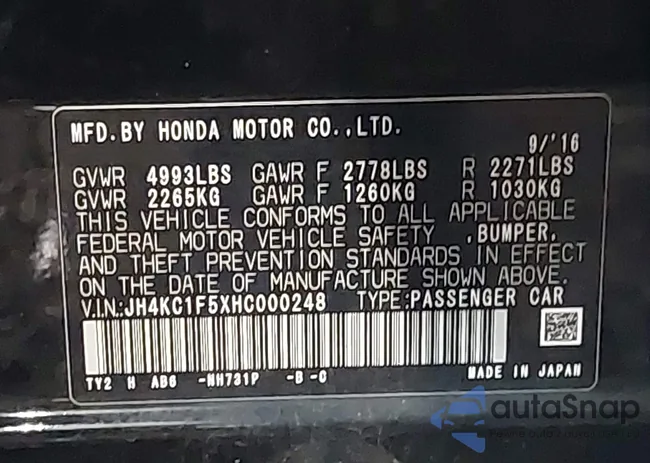 MFD.BY HONDA MOTOR CO.,LTD.
9/'16
GVWR 4993LBS GAWR F 2778LBS R 2271LBS
GVWR 2265KG GAWR F 1260KG R 1030KG
THIS VEHICLE CONFORMS TO ALL APPLICABLE
FEDERAL MOTOR VEHICLE SAFETY ,BUMPER,
AND THEFT PREVENTION STANDARDS IN EFFECT
ON THE DATE OF MANUFACTURE SHOWN ABOVE.
V.I.N:JH4KC1F5XHC000248 TYPE:PASSENGER CAR
TY2 H AB6 -NH731P -B -C MADE IN JAPAN
autaSnap